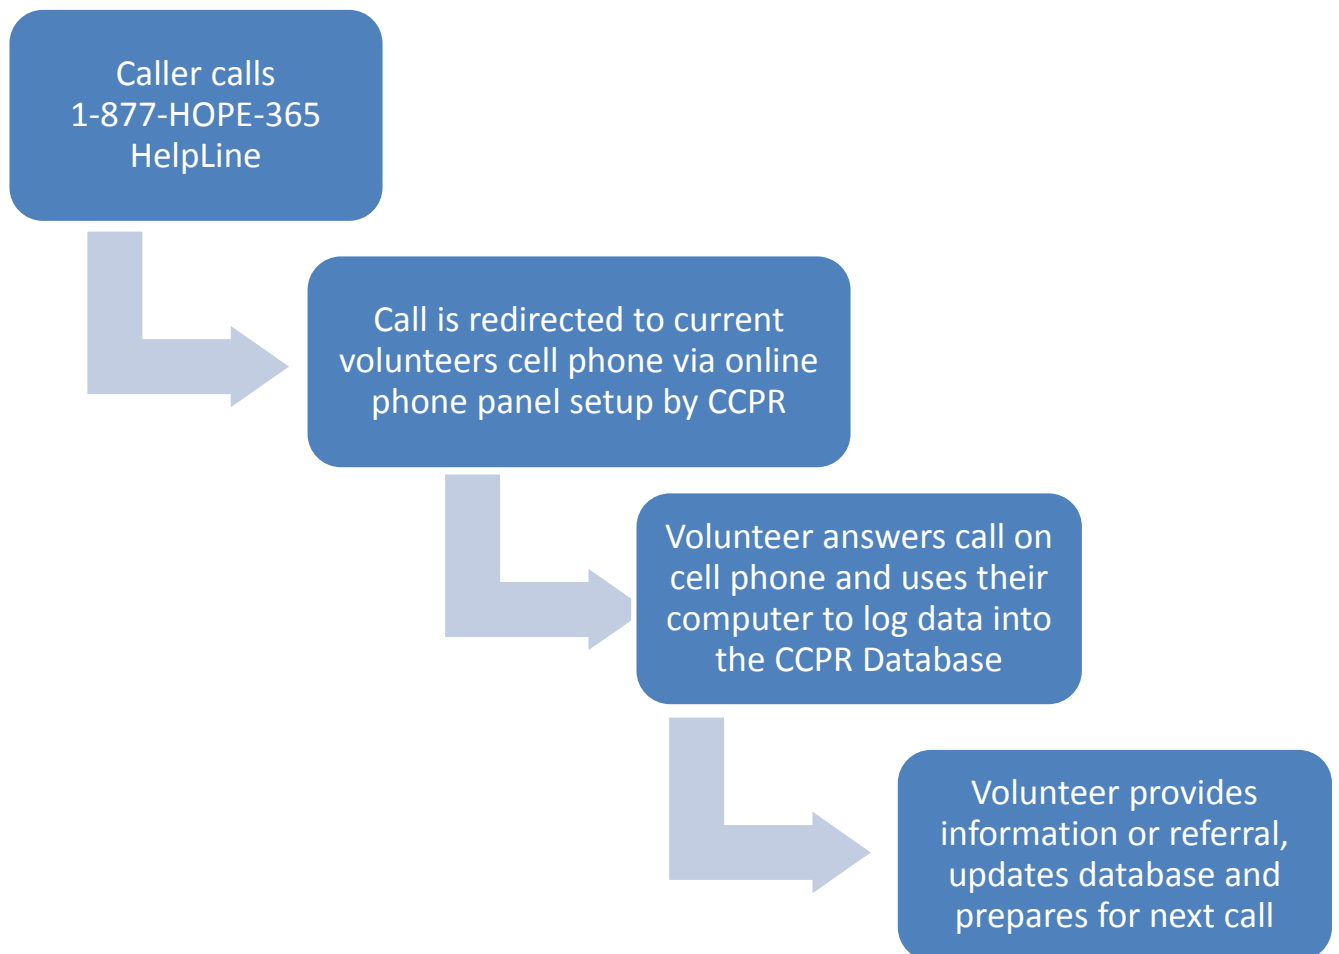 Caller calls
1-877-HOPE-365
HelpLine
Call is redirected to current
volunteers cell phone via online
phone panel setup by CCPR
Volunteer answers call on
cell phone and uses their
computer to log data into
the CCPR Database
Volunteer provides
information or referral,
updates database and
prepares for next call